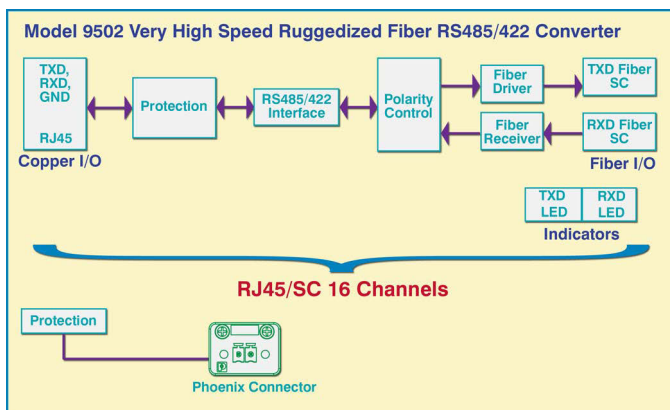 Model 9502 Very High Speed Ruggedized Fiber RS485/422 Converter
TXD,
RXD,
GND
RJ45
Copper I/O
Protection
RS485/422
Interface
Polarity
Control
Fiber
Driver
TXD Fiber
SC
Fiber
Receiver
RXD Fiber
SC
Fiber I/O
TXD
LED
RXD
LED
Indicators
RJ45/SC 16 Channels
Protection
Phoenix Connector